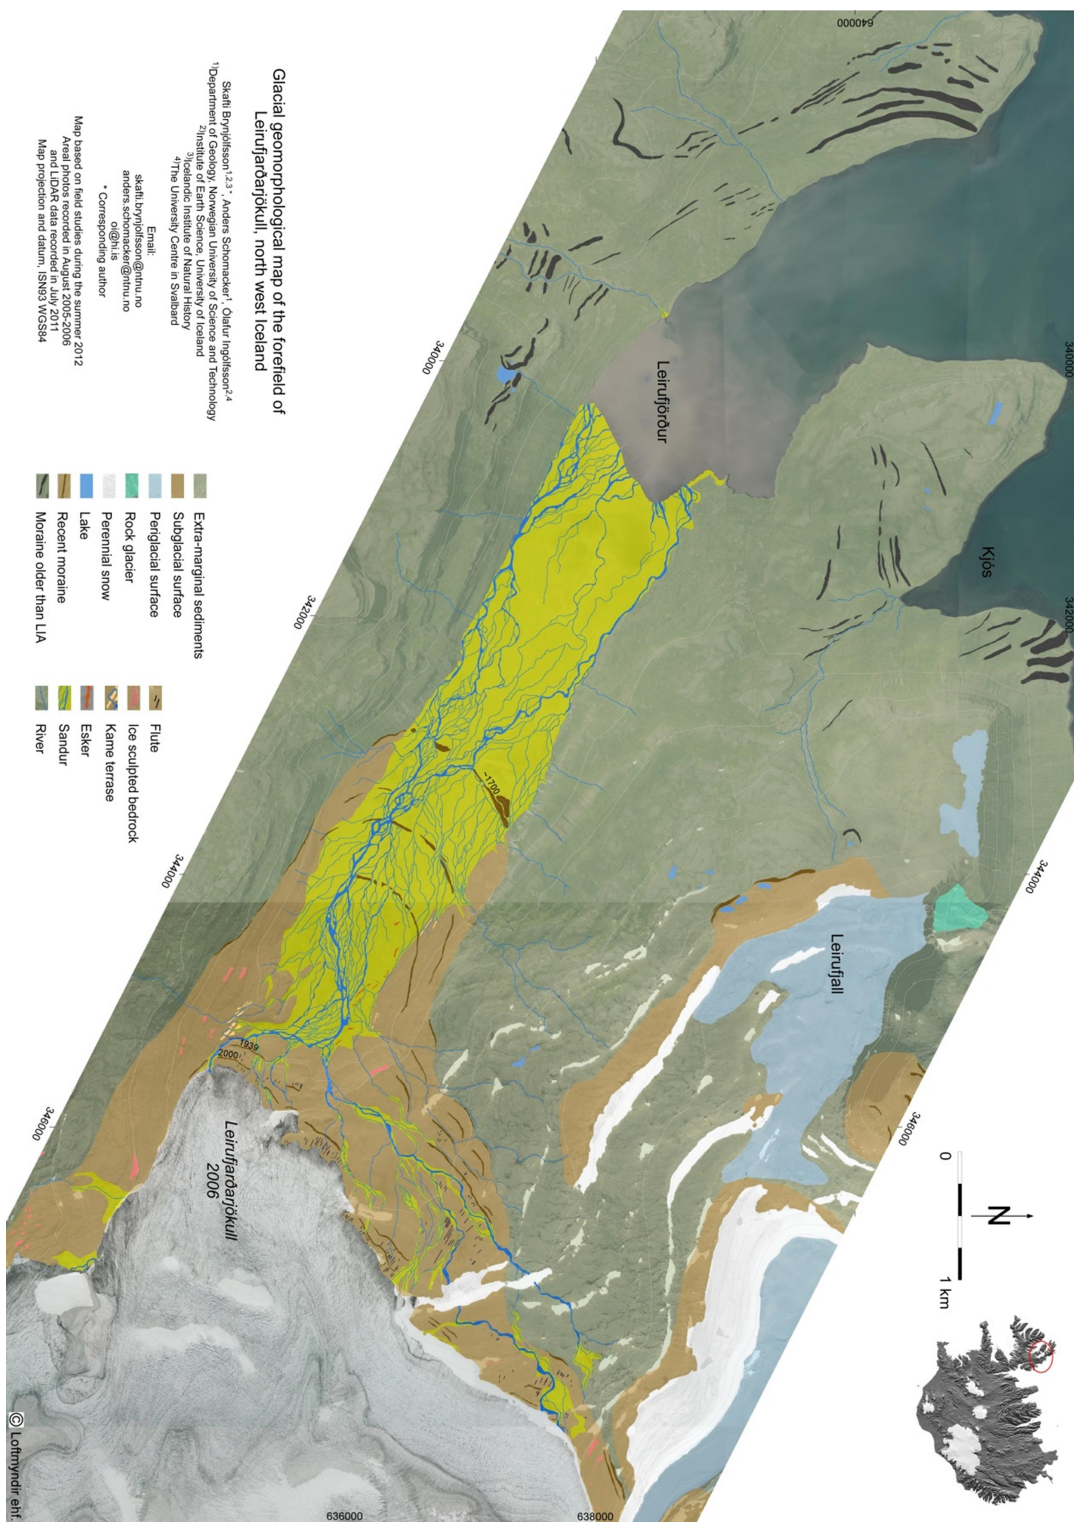 Glacial geomorphological map of the forefield of
Leirufjarðarjökull, north west Iceland
Skafti Brynjólfsson1,2,3 *, Anders Schomacker1, Ólafur Ingólfsson2,4
1)Department of Geology, Norwegian University of Science and Technology
2)Institute of Earth Science, University of Iceland
3)Icelandic Institute of Natural History
4)The University Centre in Svalbard
Email:
skafti.brynjolfsson@ntnu.no
anders.schomacker@ntnu.no
oi@hi.is
* Corresponding author
Map based on field studies during the summer 2012
Areal photos recorded in August 2005-2006
and LiDAR data recorded in July 2011
Map projection and datum, ISN93 WGS84
Extra-marginal sediments
Subglacial surface
Periglacial surface
Rock glacier
Perennial snow
Lake
Recent moraine
Moraine older than LIA
Flute
Ice sculpted bedrock
Kame terrase
Esker
Sandur
River
640000
340000
342000
344000
346000
340000
342000
344000
346000
636000
638000
Leirufjörður
Kjós
Leirufjall
~1700
1939
2000
Leirufjarðarjökull
2006
N
0
1 km
© Loftmyndir ehf.